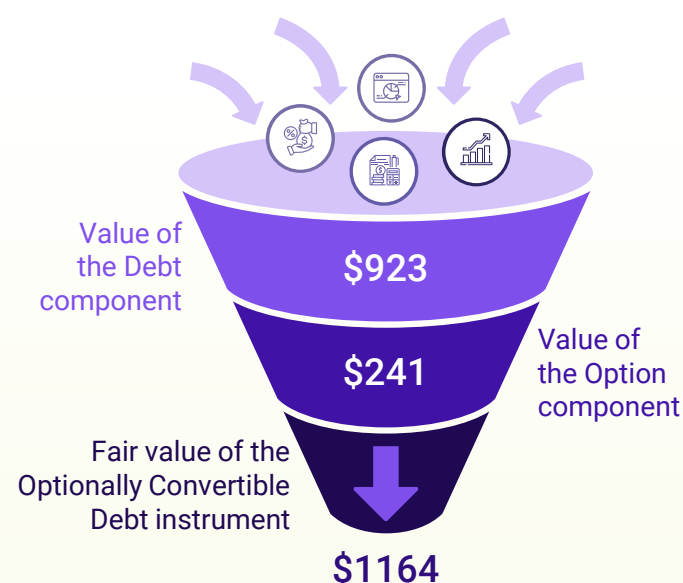 Value of
the Debt
component
$923
$241
Value of
the Option
component
Fair value of the
Optionally Convertible
Debt instrument
$1164